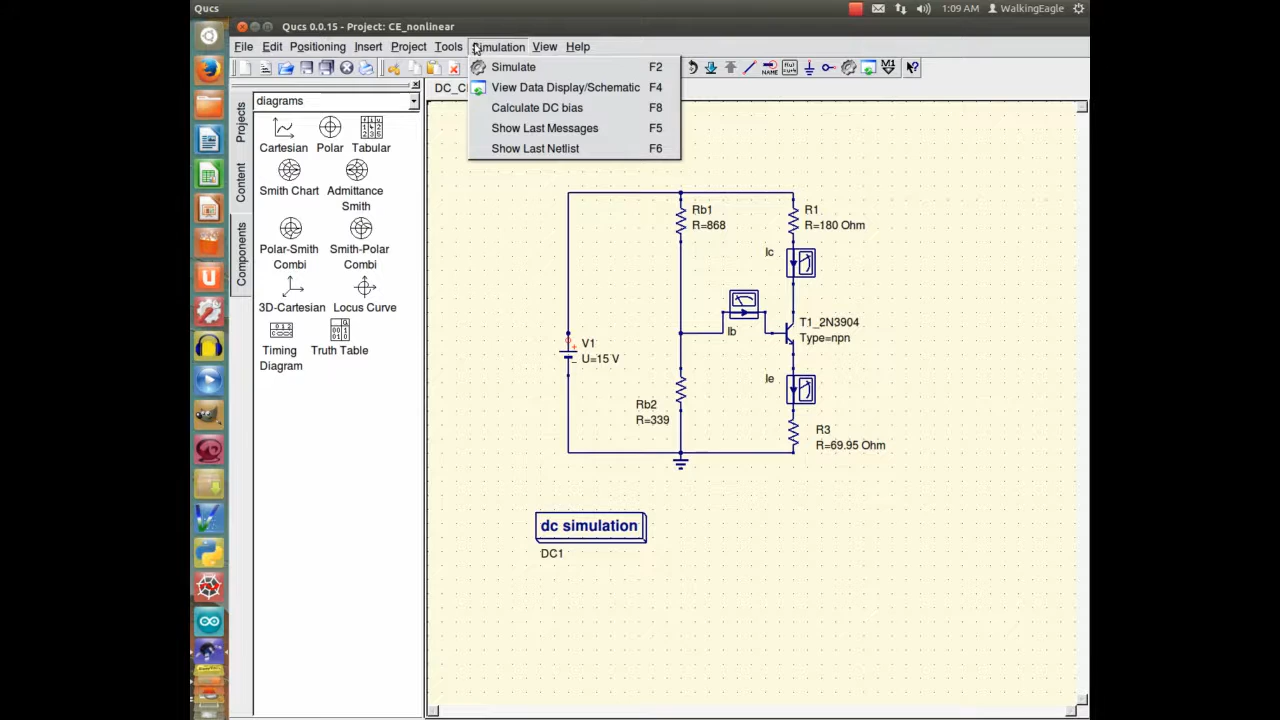 Qucs
1:09 AM
WalkingEagle
Qucs 0.0.15 - Project: CE_nonlinear
File Edit Positioning Insert Project Tools Simulation View Help
Simulate F2
View Data Display/Schematic F4
Calculate DC bias F8
Show Last Messages F5
Show Last Netlist F6
NAME
DC_C
Projects
Content
Components
diagrams
Cartesian Polar Tabular
Smith Chart Admittance
Smith
Polar-Smith Smith-Polar
Combi Combi
3D-Cartesian Locus Curve
Timing Truth Table
Diagram
Rb1
R=868
R1
R=180 Ohm
Ic
Ib
T1_2N3904
Type=npn
V1
U=15 V
Ie
Rb2
R=339
R3
R=69.95 Ohm
dc simulation
DC1